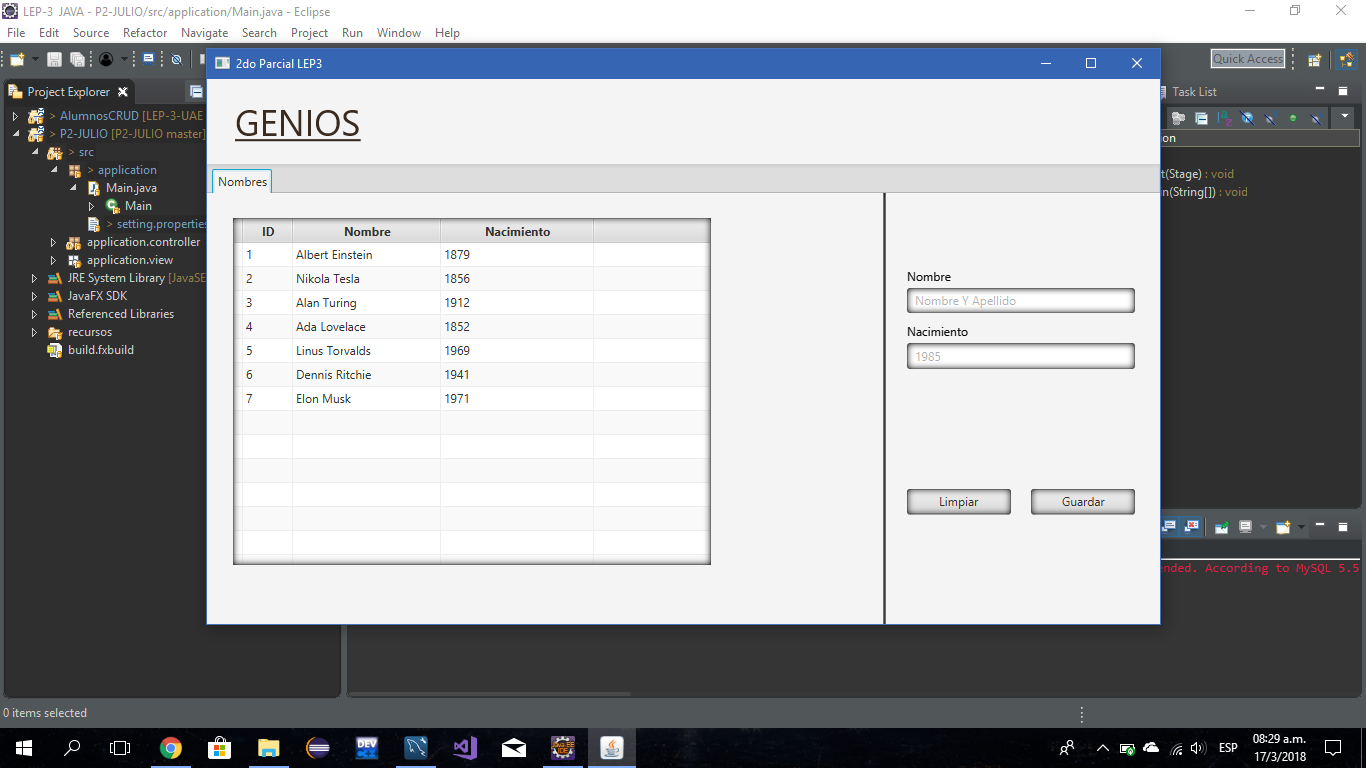 LEP-3 JAVA - P2-JULIO/src/application/Main.java - Eclipse
File Edit Source Refactor Navigate Search Project Run Window Help
Quick Access
Project Explorer
Task List
AlumnosCRUD [LEP-3-UAE
P2-JULIO [P2-JULIO master]
> src
> application
Main.java
Main
> setting.properties
application.controller
application.view
JRE System Library [JavaSE
JavaFX SDK
Referenced Libraries
recursos
build.fxbuild
on
t(Stage) : void
n(String[]) : void
2do Parcial LEP3
GENIOS
Nombres
ID Nombre Nacimiento
1 Albert Einstein 1879
2 Nikola Tesla 1856
3 Alan Turing 1912
4 Ada Lovelace 1852
5 Linus Torvalds 1969
6 Dennis Ritchie 1941
7 Elon Musk 1971
Nombre
Nombre Y Apellido
Nacimiento
1985
Limpiar Guardar
nded. According to MySQL 5.5
0 items selected
DEV
ESP
08:29 a.m.
17/3/2018